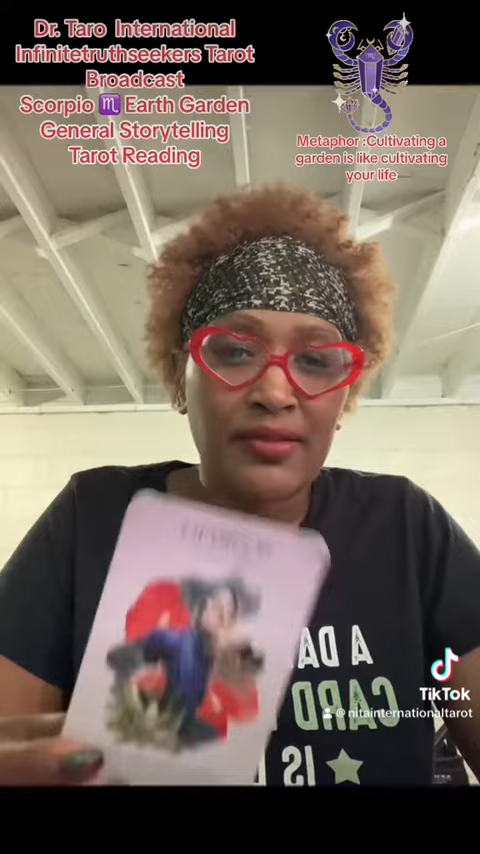 Dr. Taro International
Infinitetruthseekers Tarot
Broadcast
Scorpio ♏ Earth Garden
General Storytelling
Tarot Reading
Metaphor :Cultivating a
garden is like cultivating
your life
A DA
CARD
IS
TikTok
@nitainternationaltarot